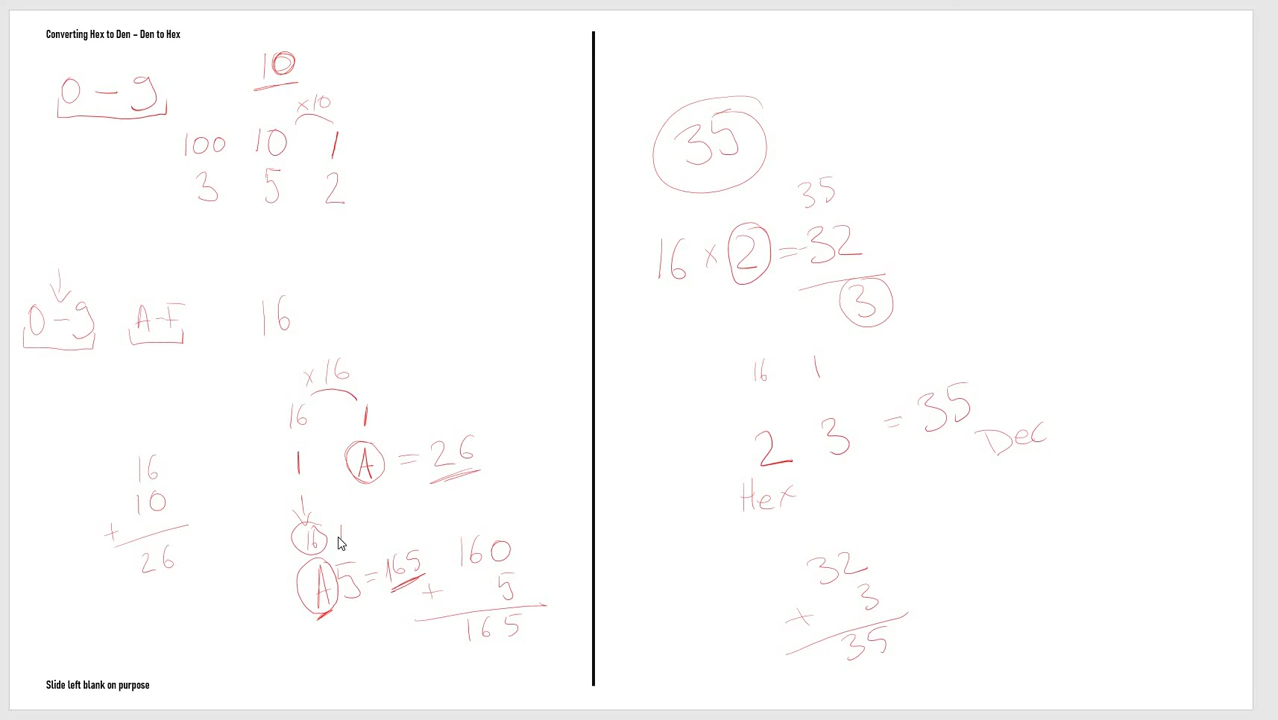 Converting Hex to Den – Den to Hex
10
0 – 9
×10
100 10 1
3 5 2
0 – 9 A-F 16
×16
16 1
1 A = 26
16
10
+
26
16 1
A5 = 165
160
+ 5
165
Slide left blank on purpose
35
35
16 × 2 = 32
3
16 1
2 3 = 35
Dec
Hex
32
+ 3
35